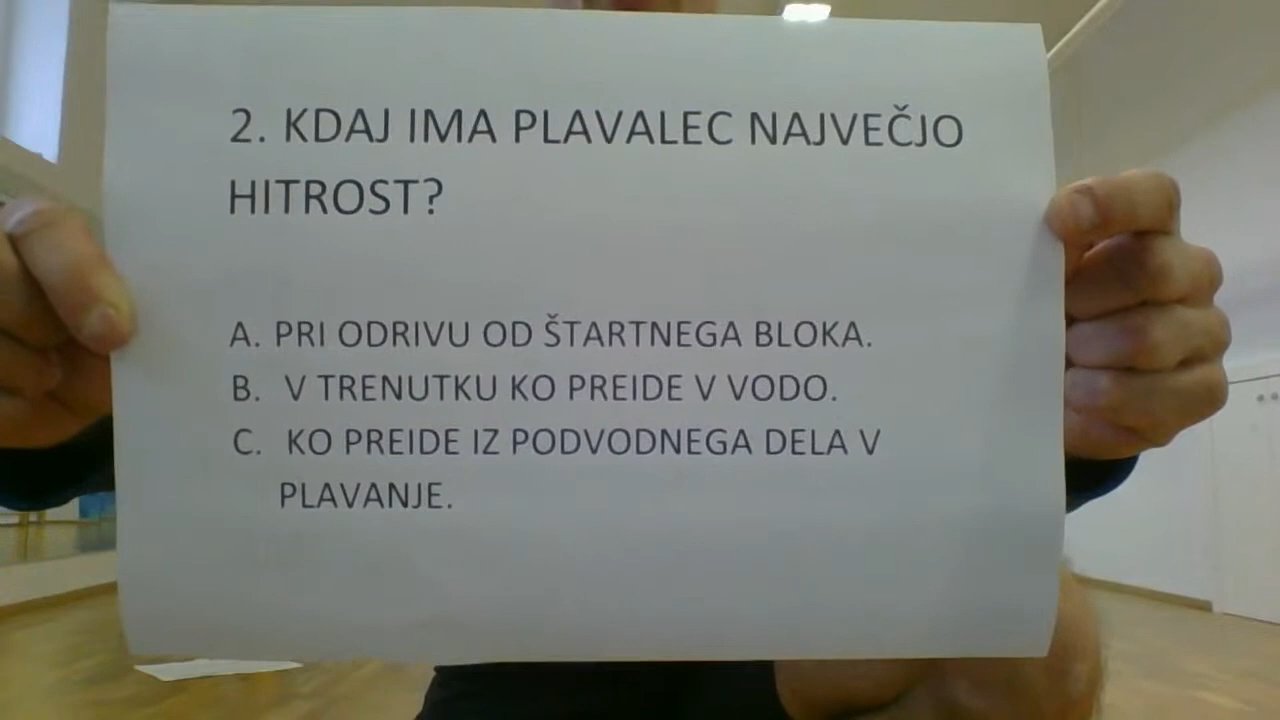 2. KDAJ IMA PLAVALEC NAJVEČJO
HITROST?
A. PRI ODRIVU OD ŠTARTNEGA BLOKA.
B. V TRENUTKU KO PREIDE V VODO.
C. KO PREIDE IZ PODVODNEGA DELA V
PLAVANJE.